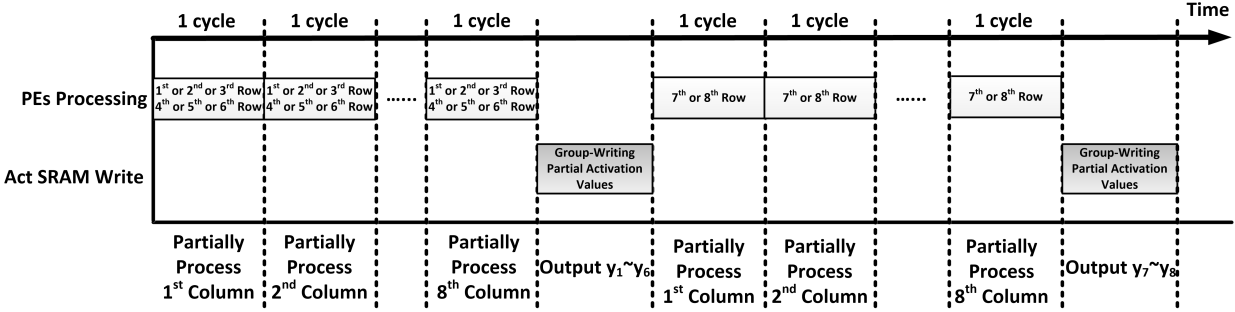 Time
1 cycle 1 cycle 1 cycle 1 cycle 1 cycle 1 cycle
PEs Processing
1st or 2nd or 3rd Row
4th or 5th or 6th Row
1st or 2nd or 3rd Row
4th or 5th or 6th Row
......
1st or 2nd or 3rd Row
4th or 5th or 6th Row
7th or 8th Row
7th or 8th Row
......
7th or 8th Row
Act SRAM Write
Group-Writing
Partial Activation
Values
Group-Writing
Partial Activation
Values
Partially
Process
1st Column
Partially
Process
2nd Column
Partially
Process
8th Column
Output y1~y6
Partially
Process
1st Column
Partially
Process
2nd Column
Partially
Process
8th Column
Output y7~y8